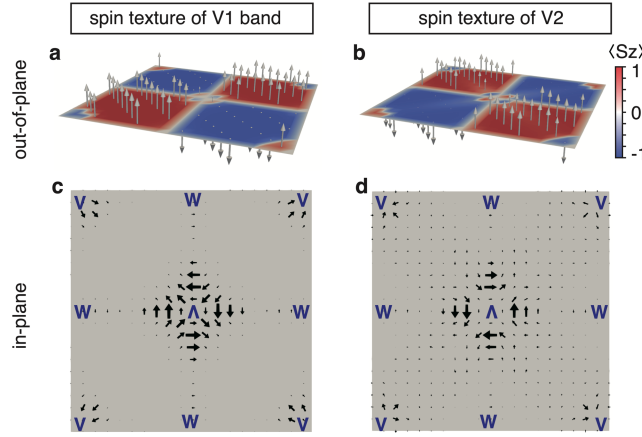 spin texture of V1 band
spin texture of V2
a
b
⟨Sz⟩
out-of-plane
1
0
-1
c
d
V
W
V
V
W
V
in-plane
W
Λ
W
W
Λ
W
V
W
V
V
W
V